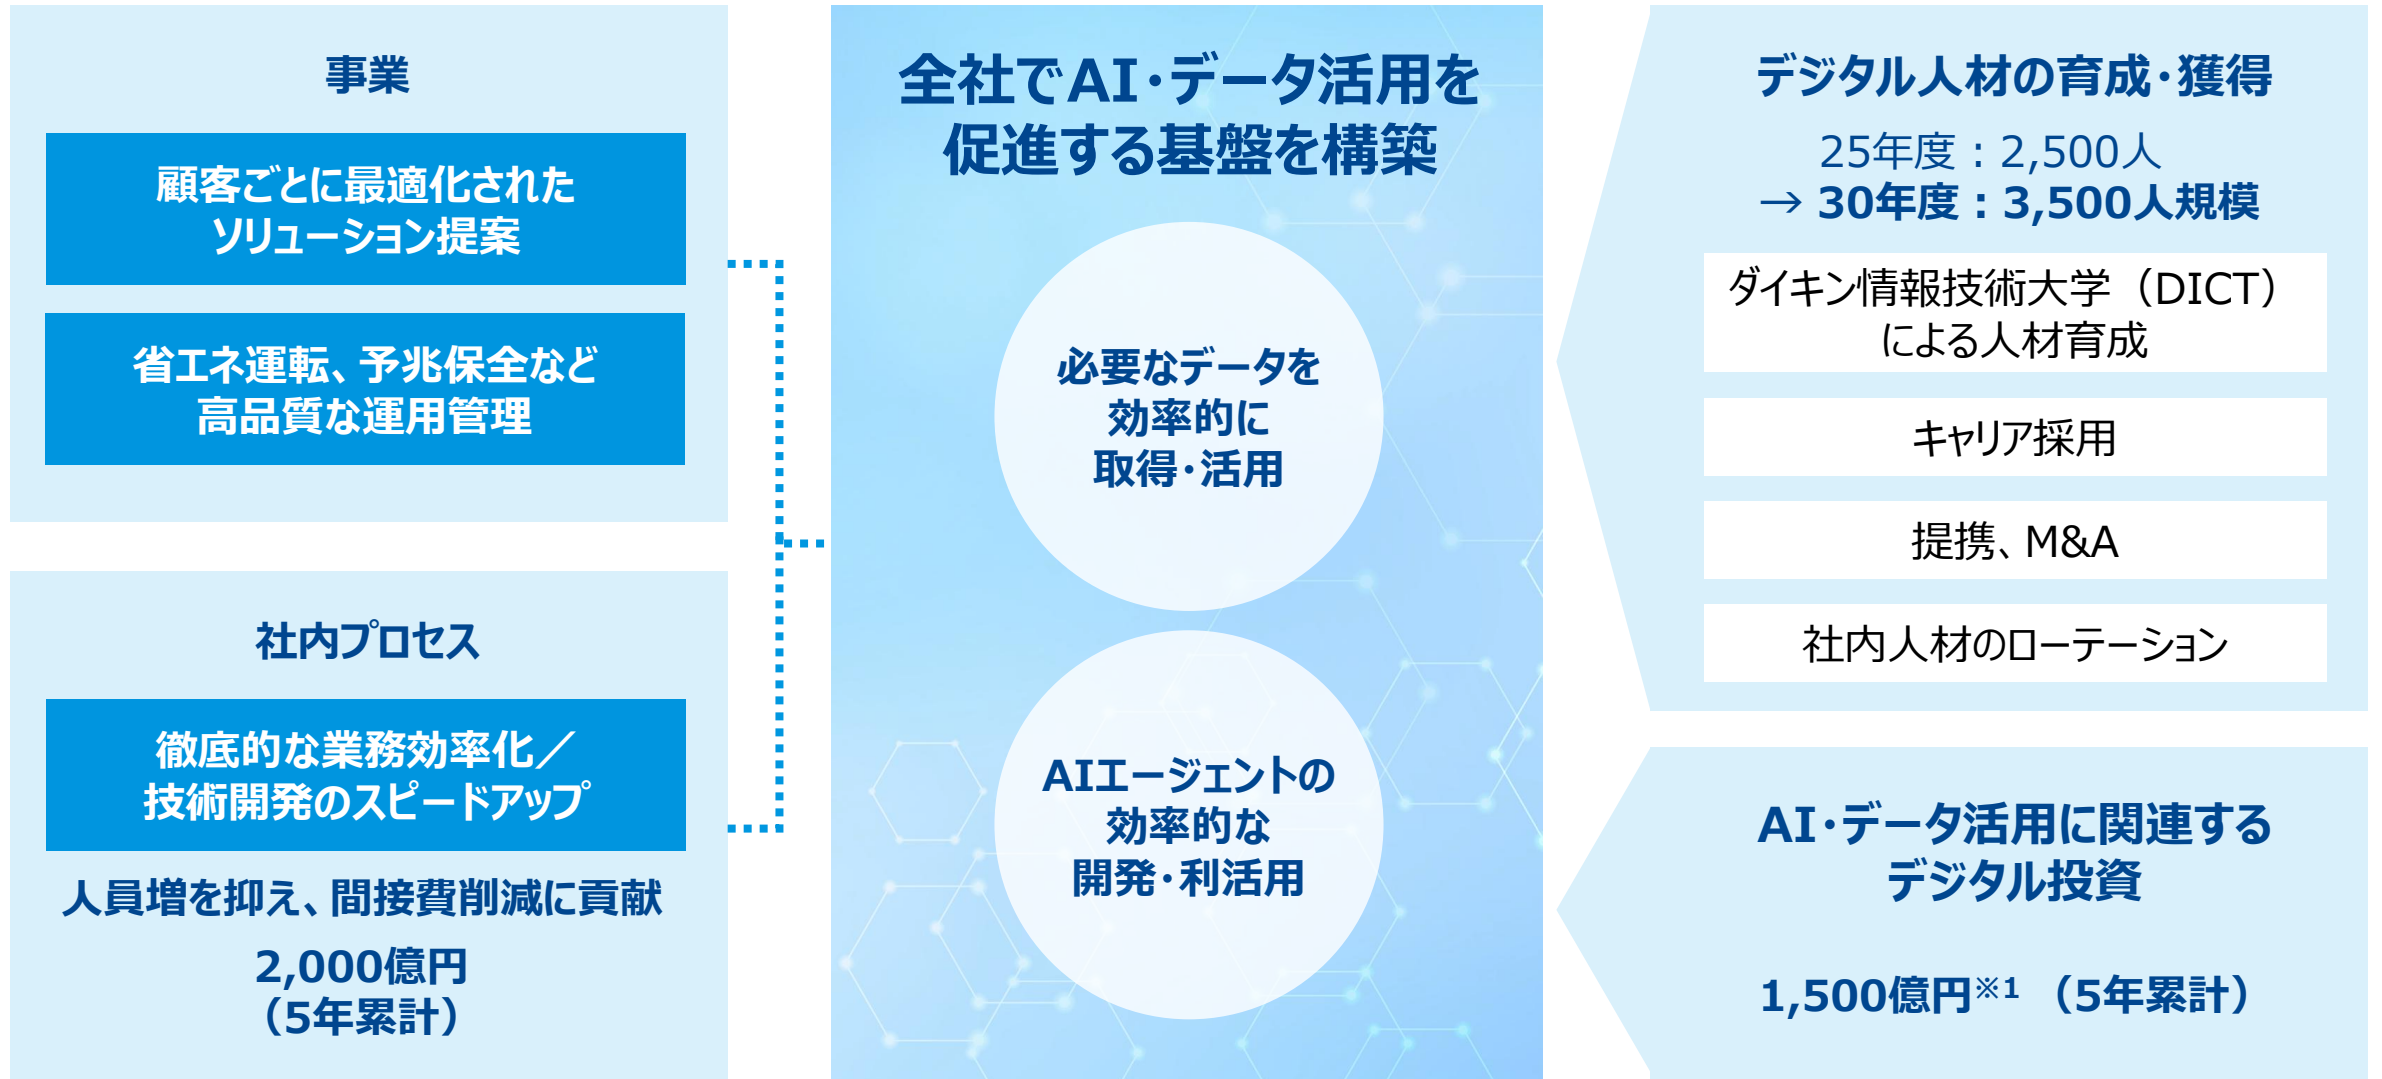 事業
顧客ごとに最適化された
ソリューション提案
省エネ運転、予兆保全など
高品質な運用管理
社内プロセス
徹底的な業務効率化／
技術開発のスピードアップ
人員増を抑え、間接費削減に貢献
2,000億円
（5年累計）
全社でAI・データ活用を
促進する基盤を構築
必要なデータを
効率的に
取得・活用
AIエージェントの
効率的な
開発・利活用
デジタル人材の育成・獲得
25年度：2,500人
→ 30年度：3,500人規模
ダイキン情報技術大学（DICT）
による人材育成
キャリア採用
提携、M&A
社内人材のローテーション
AI・データ活用に関連する
デジタル投資
1,500億円※1（5年累計）